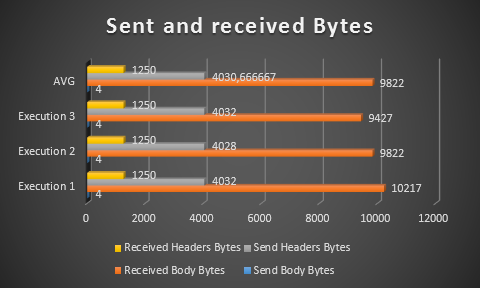 Sent and received Bytes
AVG
1250
4030,666667
9822
4
Execution 3
1250
4032
9427
4
Execution 2
1250
4028
9822
4
Execution 1
1250
4032
10217
4
0 2000 4000 6000 8000 10000 12000
Received Headers Bytes Send Headers Bytes
Received Body Bytes Send Body Bytes